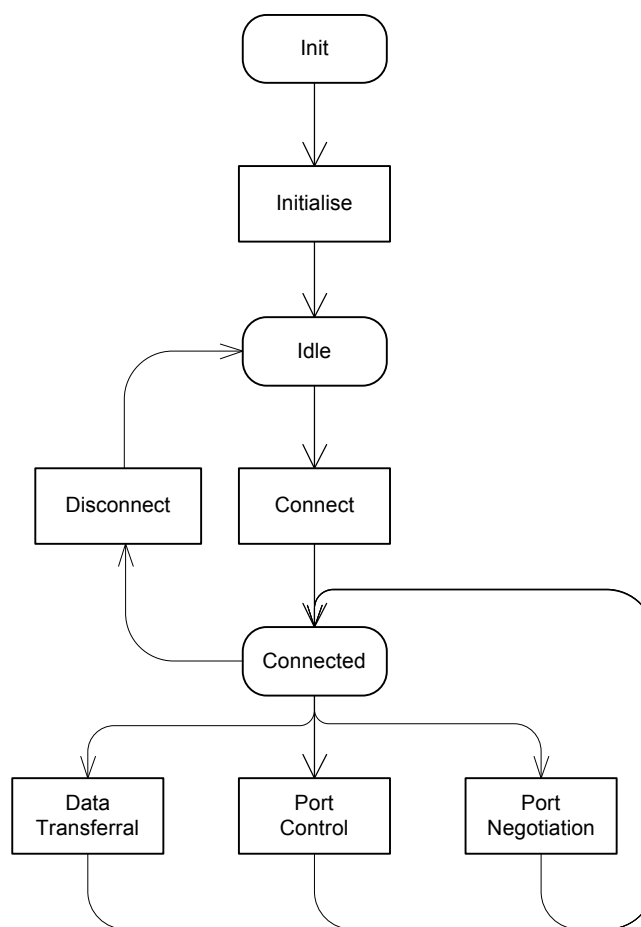 Init
Initialise
Idle
Disconnect
Connect
Connected
Data
Transferral
Port
Control
Port
Negotiation